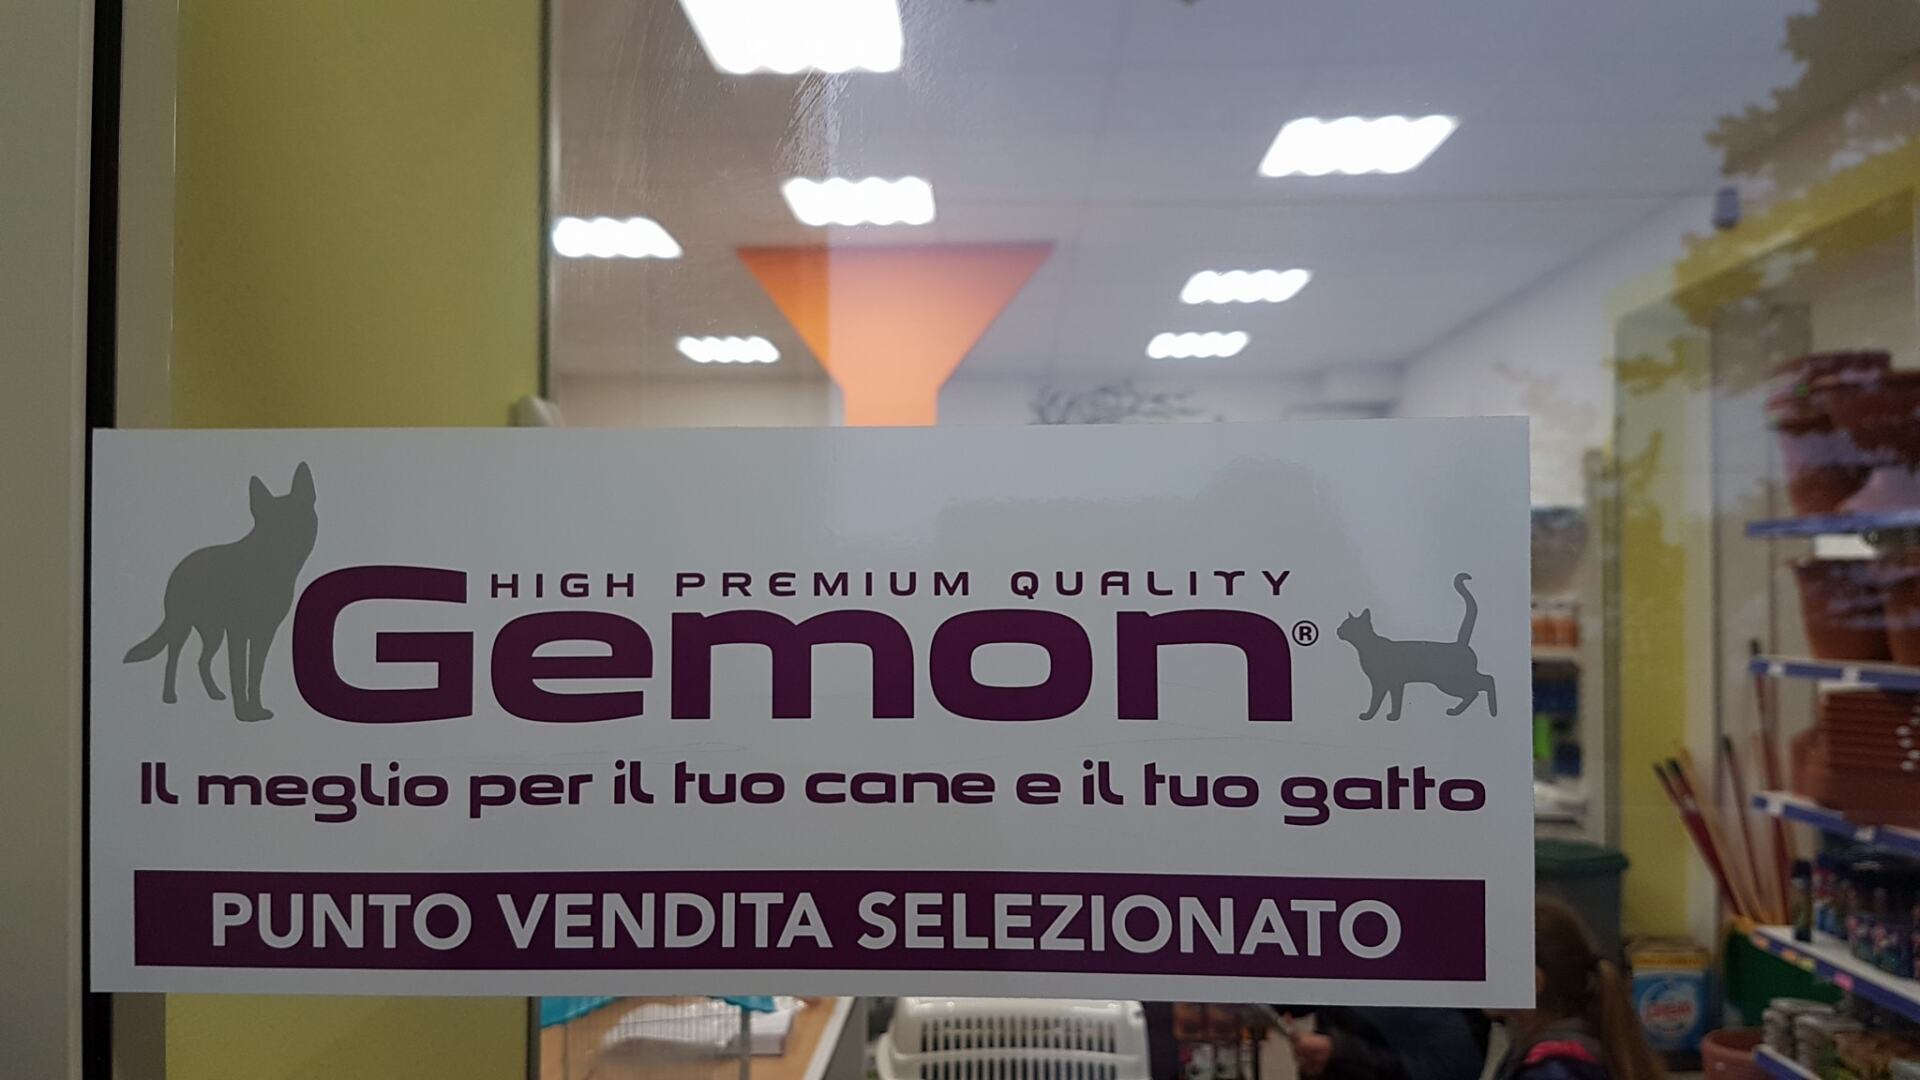 HIGH PREMIUM QUALITY
Gemon®
Il meglio per il tuo cane e il tuo gatto
PUNTO VENDITA SELEZIONATO